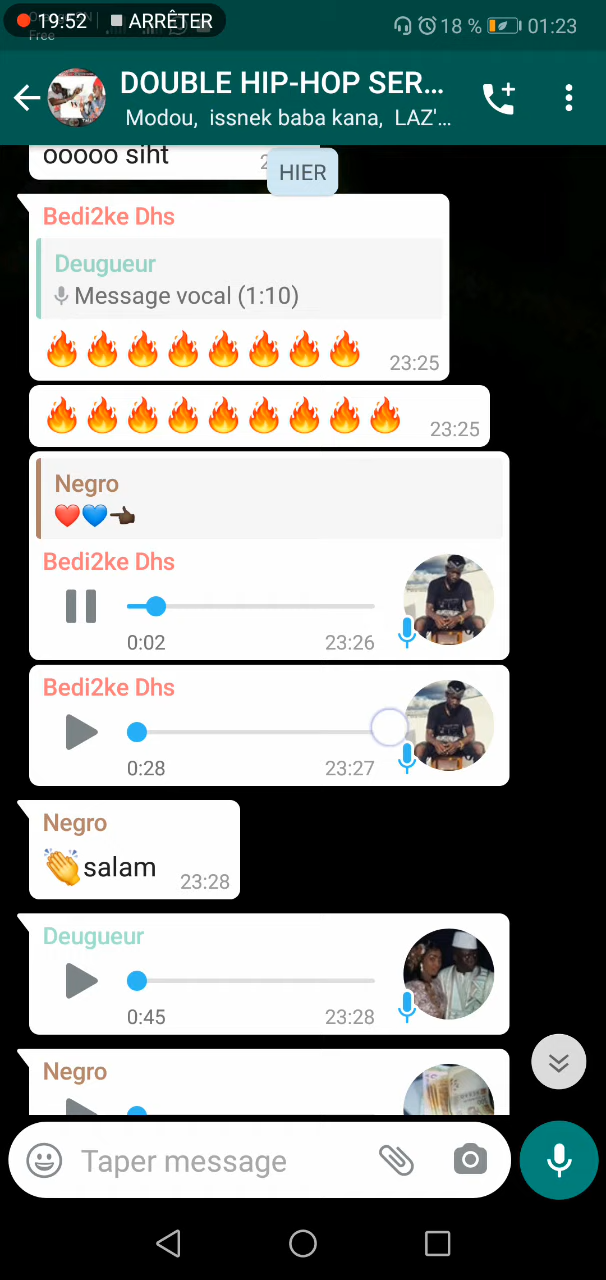 19:52 ARRÊTER
18 % 01:23
Free
DOUBLE HIP-HOP SER...
Modou, issnek baba kana, LAZ'...
ooooo siht
HIER
Bedi2ke Dhs
Deugueur
Message vocal (1:10)
🔥🔥🔥🔥🔥🔥🔥🔥 23:25
🔥🔥🔥🔥🔥🔥🔥🔥🔥 23:25
Negro
❤️💙👈🏿
Bedi2ke Dhs
0:02 23:26
Bedi2ke Dhs
0:28 23:27
Negro
👏salam 23:28
Deugueur
0:45 23:28
Negro
Taper message